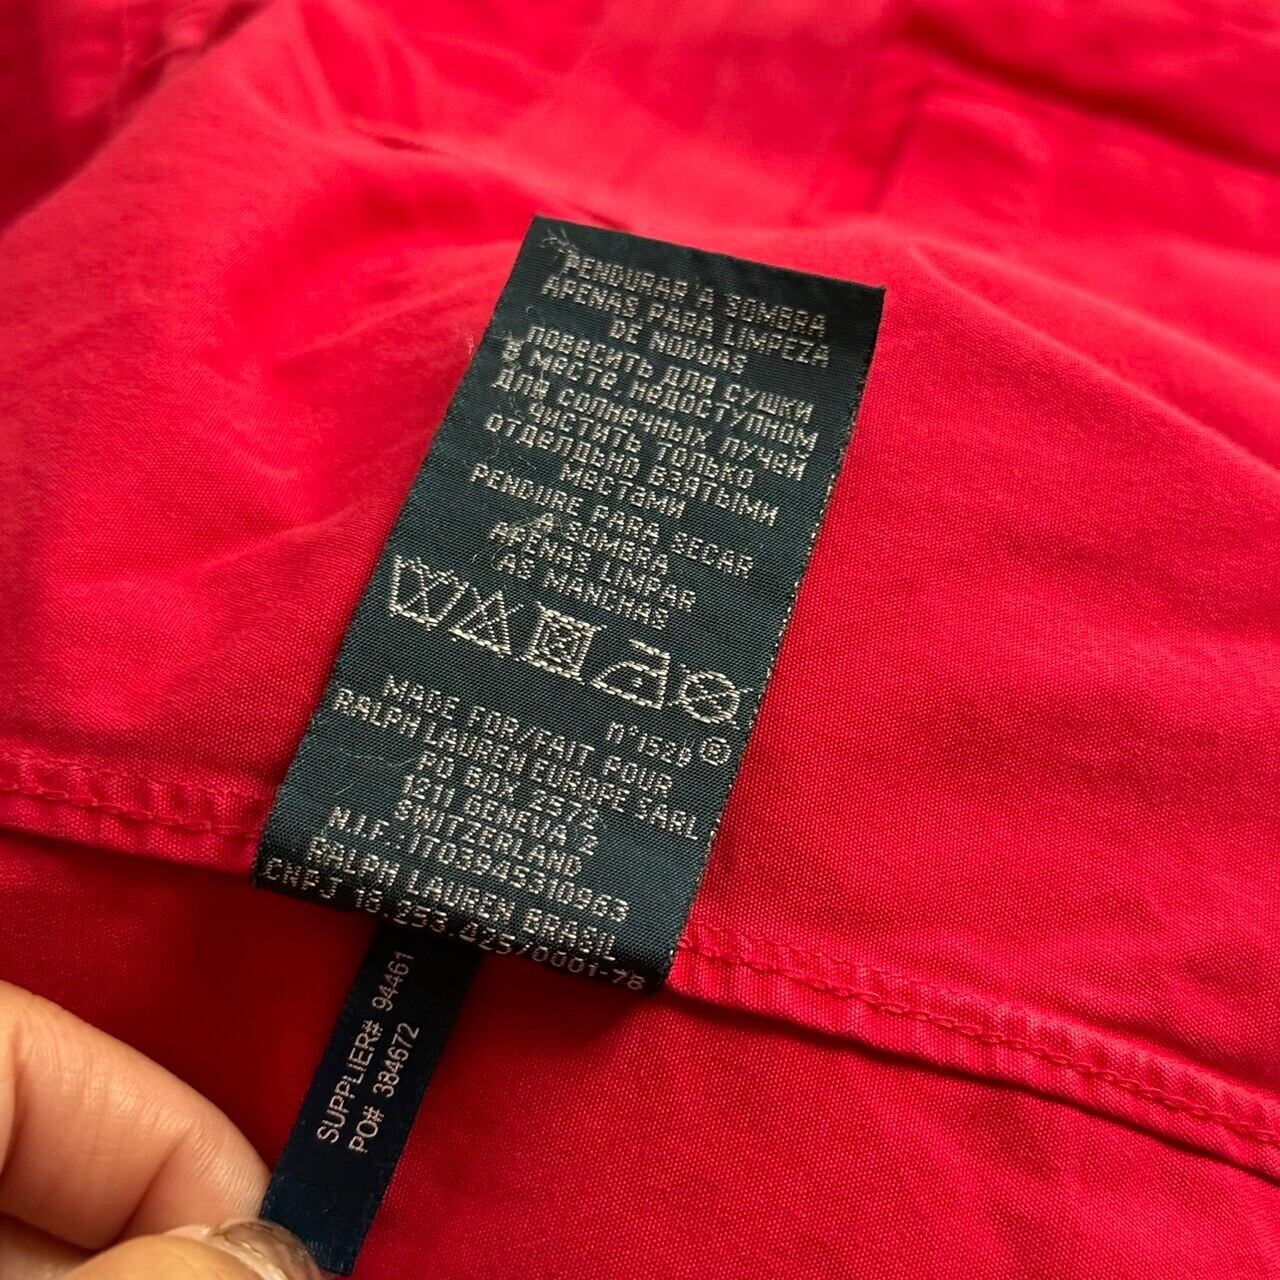 PENDURAR A SOMBRA
APENAS PARA LIMPEZA
DE NODOAS
ПОВЕСИТЬ ДЛЯ СУШКИ
В МЕСТЕ, НЕДОСТУПНОМ
ДЛЯ СОЛНЕЧНЫХ ЛУЧЕЙ
ЧИСТИТЬ ТОЛЬКО
ОТДЕЛЬНО ВЗЯТЫМИ
МЕСТАМИ
PENDURE PARA SECAR
A SOMBRA
APENAS LIMPAR
AS MANCHAS
N°1528 ®
MADE FOR/FAIT POUR
RALPH LAUREN EUROPE SARL
PO BOX 2572
1211 GENEVA 2
SWITZERLAND
N.I.F.:IT03945310963
RALPH LAUREN BRASIL
CNPJ 16.253.425/0001-78
SUPPLIER# 94461
PO# 384672